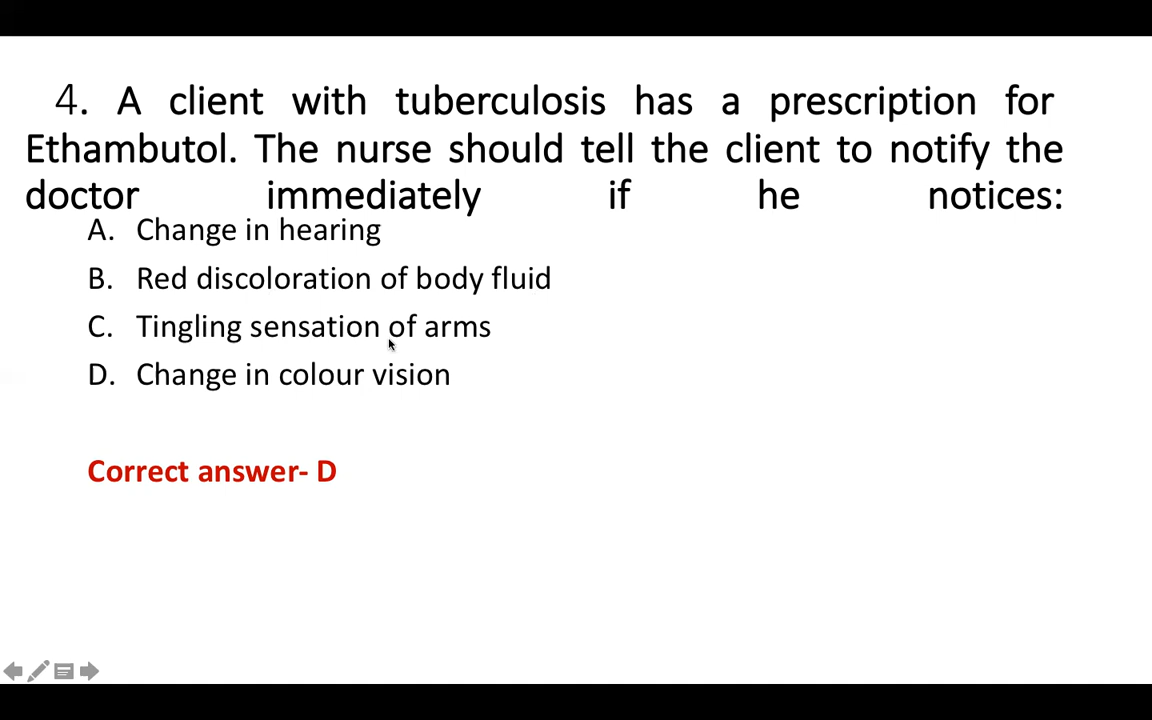 4. A client with tuberculosis has a prescription for
Ethambutol. The nurse should tell the client to notify the
doctor immediately if he notices:
A. Change in hearing
B. Red discoloration of body fluid
C. Tingling sensation of arms
D. Change in colour vision
Correct answer- D